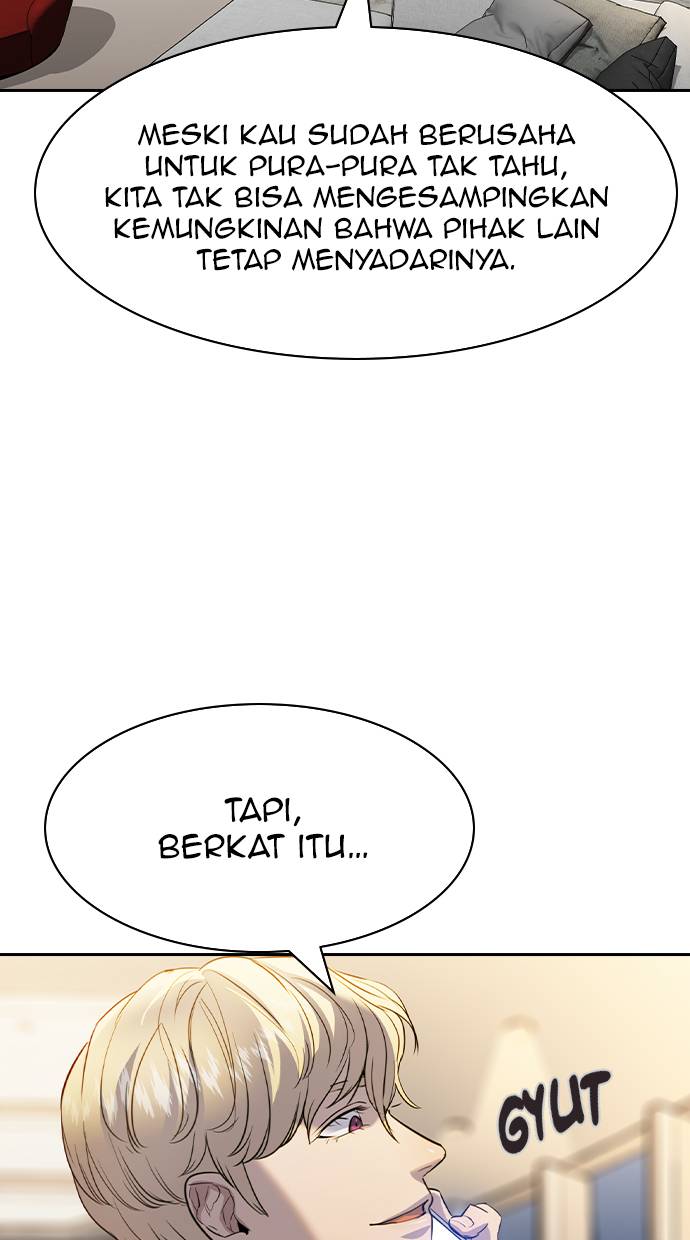 MESKI KAU SUDAH BERUSAHA
UNTUK PURA-PURA TAK TAHU,
KITA TAK BISA MENGESAMPINGKAN
KEMUNGKINAN BAHWA PIHAK LAIN
TETAP MENYADARINYA.
TAPI,
BERKAT ITU...
GYUT